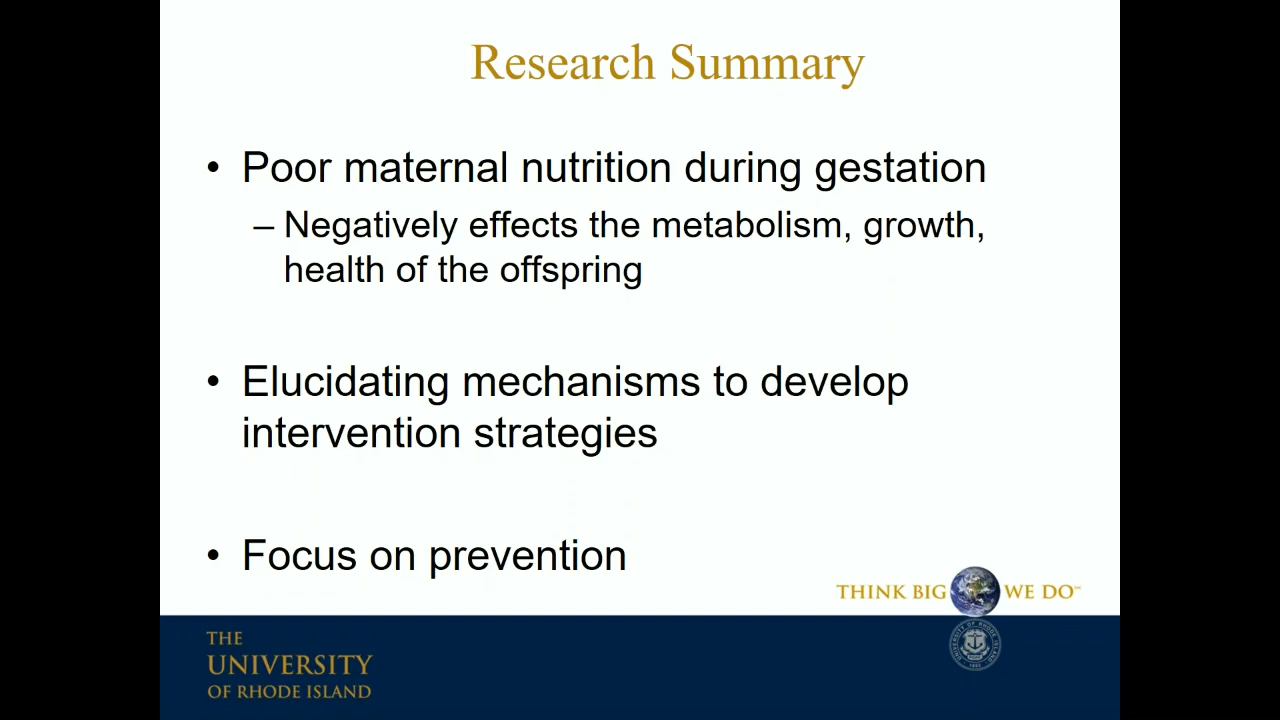 Research Summary
• Poor maternal nutrition during gestation
– Negatively effects the metabolism, growth,
health of the offspring
• Elucidating mechanisms to develop
intervention strategies
• Focus on prevention
THINK BIG WE DO™
THE
UNIVERSITY
OF RHODE ISLAND